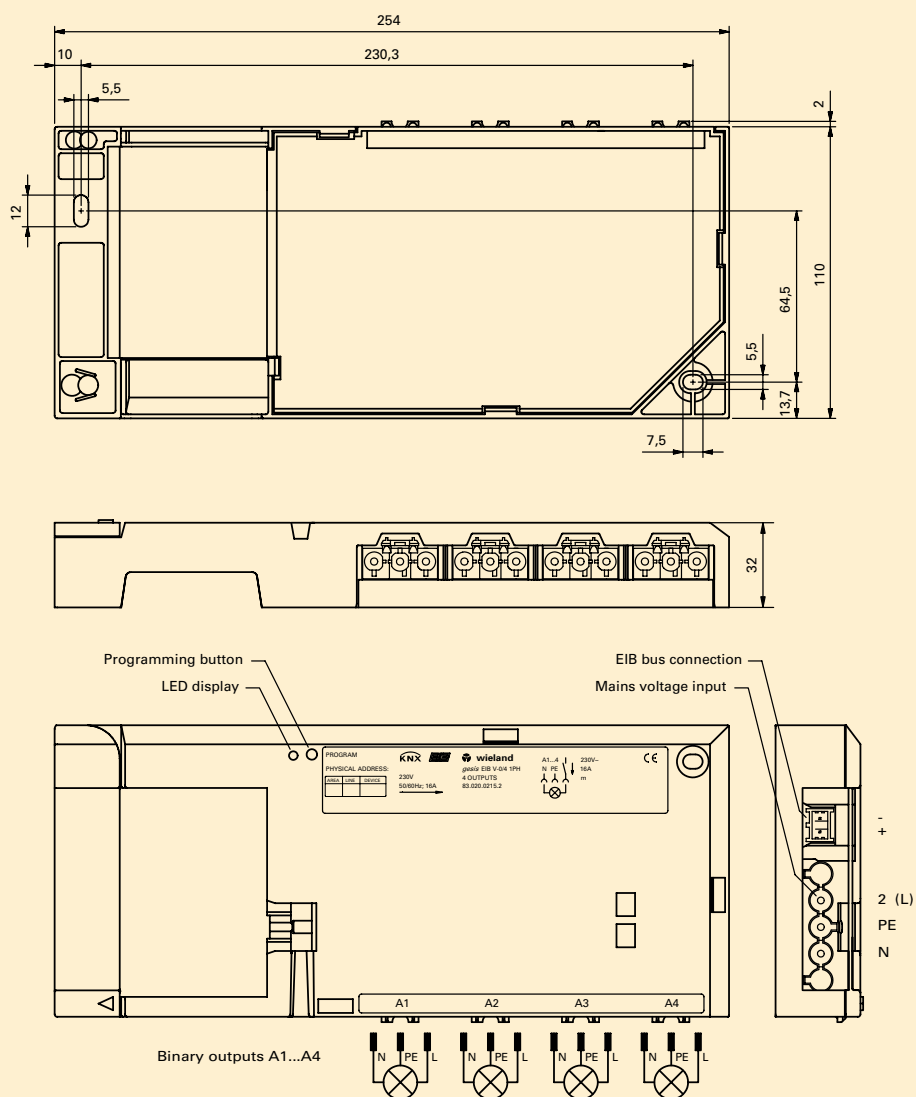 254
10
230,3
5,5
2
12
64,5
110
5,5
13,7
7,5
32
Programming button
LED display
EIB bus connection
Mains voltage input
PROGRAM
PHYSICAL ADDRESS:
AREA LINE DEVICE
KNX
230V
50/60Hz; 16A
wieland
gesis EIB V-0/4 1PH
4 OUTPUTS
83.020.0215.2
A1...4
N PE
230V~
16A
m
CE
-
+
2 (L)
PE
N
A1 A2 A3 A4
Binary outputs A1...A4
N PE L N PE L N PE L N PE L